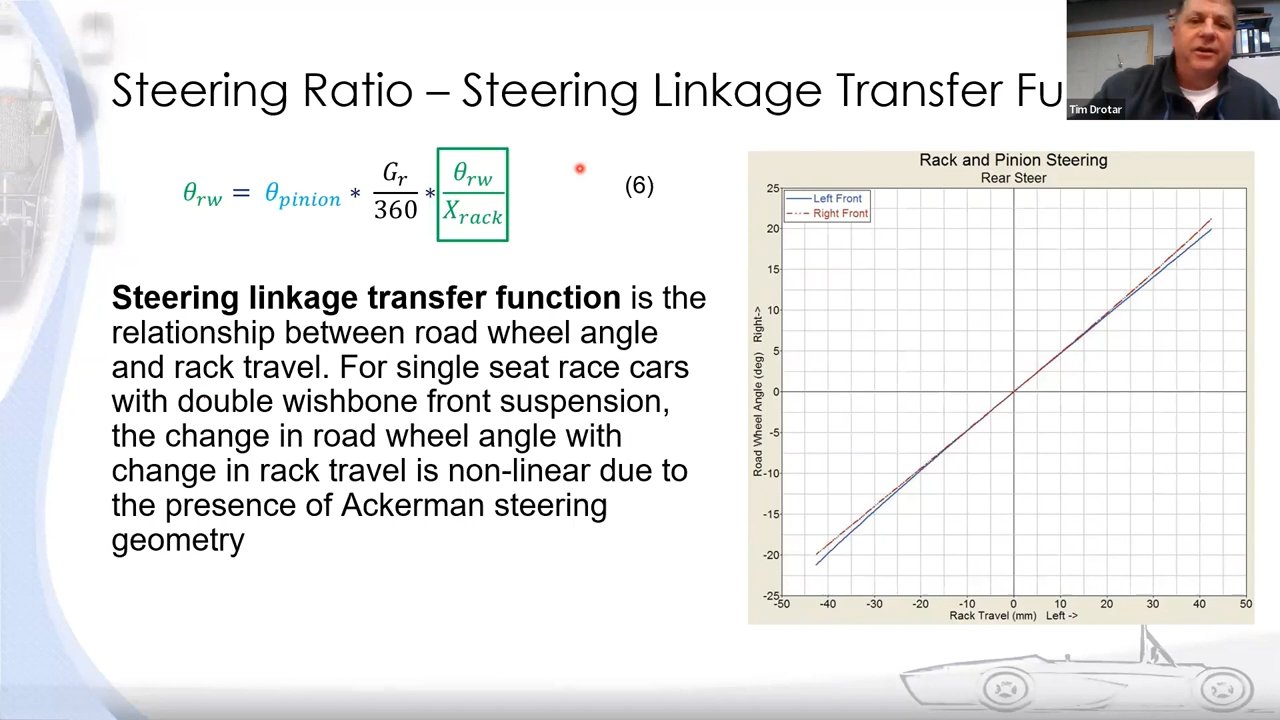 Steering Ratio – Steering Linkage Transfer Fu
Tim Drotar
θrw = θpinion * Gr/360 * θrw/Xrack (6)
Steering linkage transfer function is the
relationship between road wheel angle
and rack travel. For single seat race cars
with double wishbone front suspension,
the change in road wheel angle with
change in rack travel is non-linear due to
the presence of Ackerman steering
geometry
Rack and Pinion Steering
Rear Steer
Left Front
Right Front
Road Wheel Angle (deg) Right->
25
20
15
10
5
0
-5
-10
-15
-20
-25
-50 -40 -30 -20 -10 0 10 20 30 40 50
Rack Travel (mm) Left ->